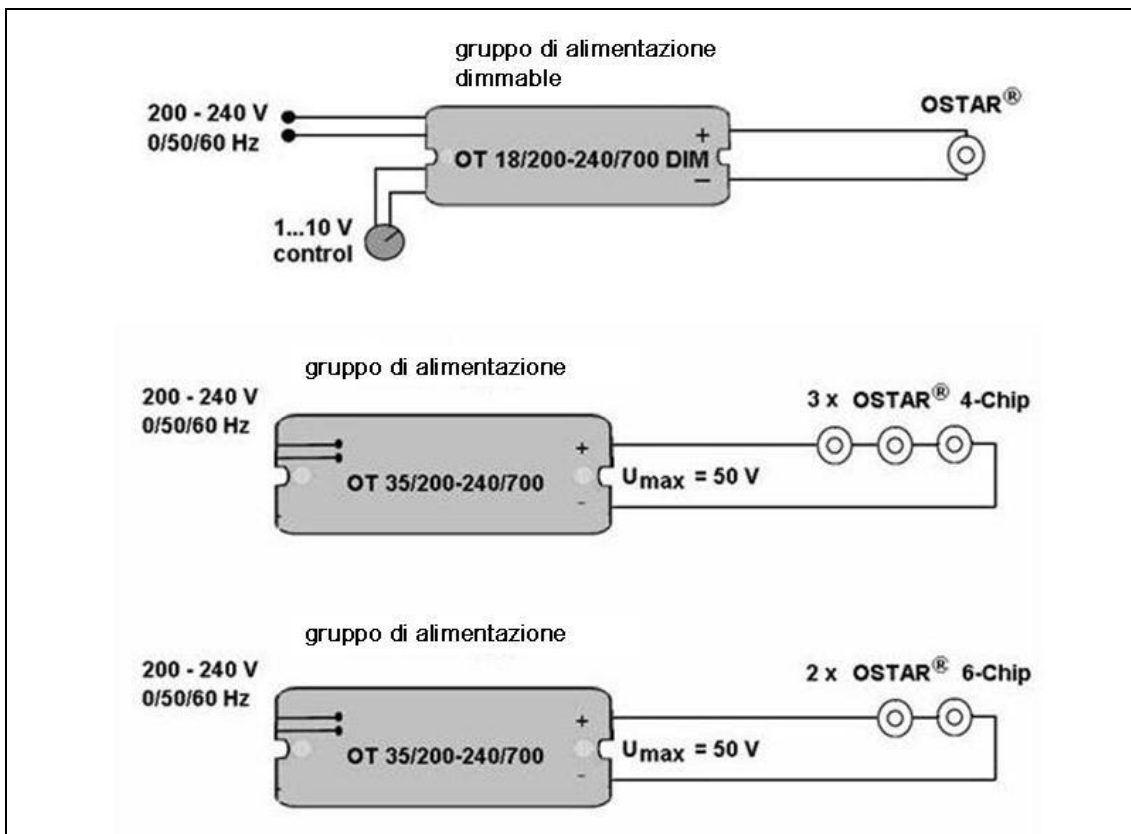 gruppo di alimentazione
dimmable
200 - 240 V
0/50/60 Hz
OSTAR®
+
OT 18/200-240/700 DIM
–
1...10 V
control
gruppo di alimentazione
200 - 240 V
0/50/60 Hz
3 x OSTAR® 4-Chip
+
OT 35/200-240/700
Umax = 50 V
-
gruppo di alimentazione
200 - 240 V
0/50/60 Hz
2 x OSTAR® 6-Chip
+
OT 35/200-240/700
Umax = 50 V
-